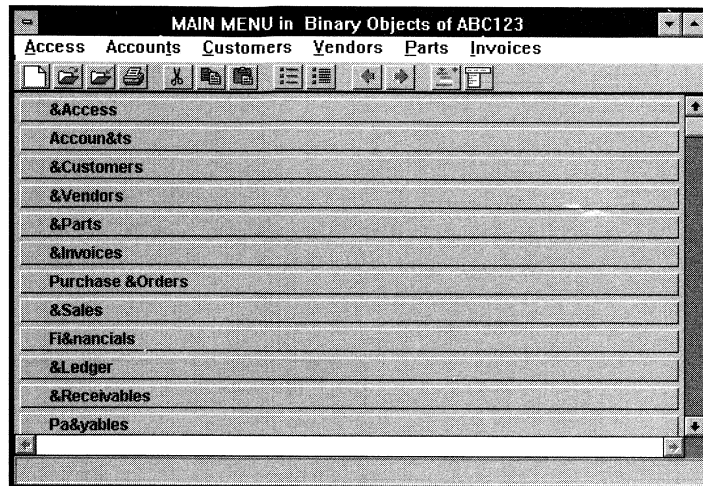 MAIN MENU in Binary Objects of ABC123
Access Accounts Customers Vendors Parts Invoices
&Access
Accoun&ts
&Customers
&Vendors
&Parts
&Invoices
Purchase &Orders
&Sales
Fi&nancials
&Ledger
&Receivables
Pa&yables